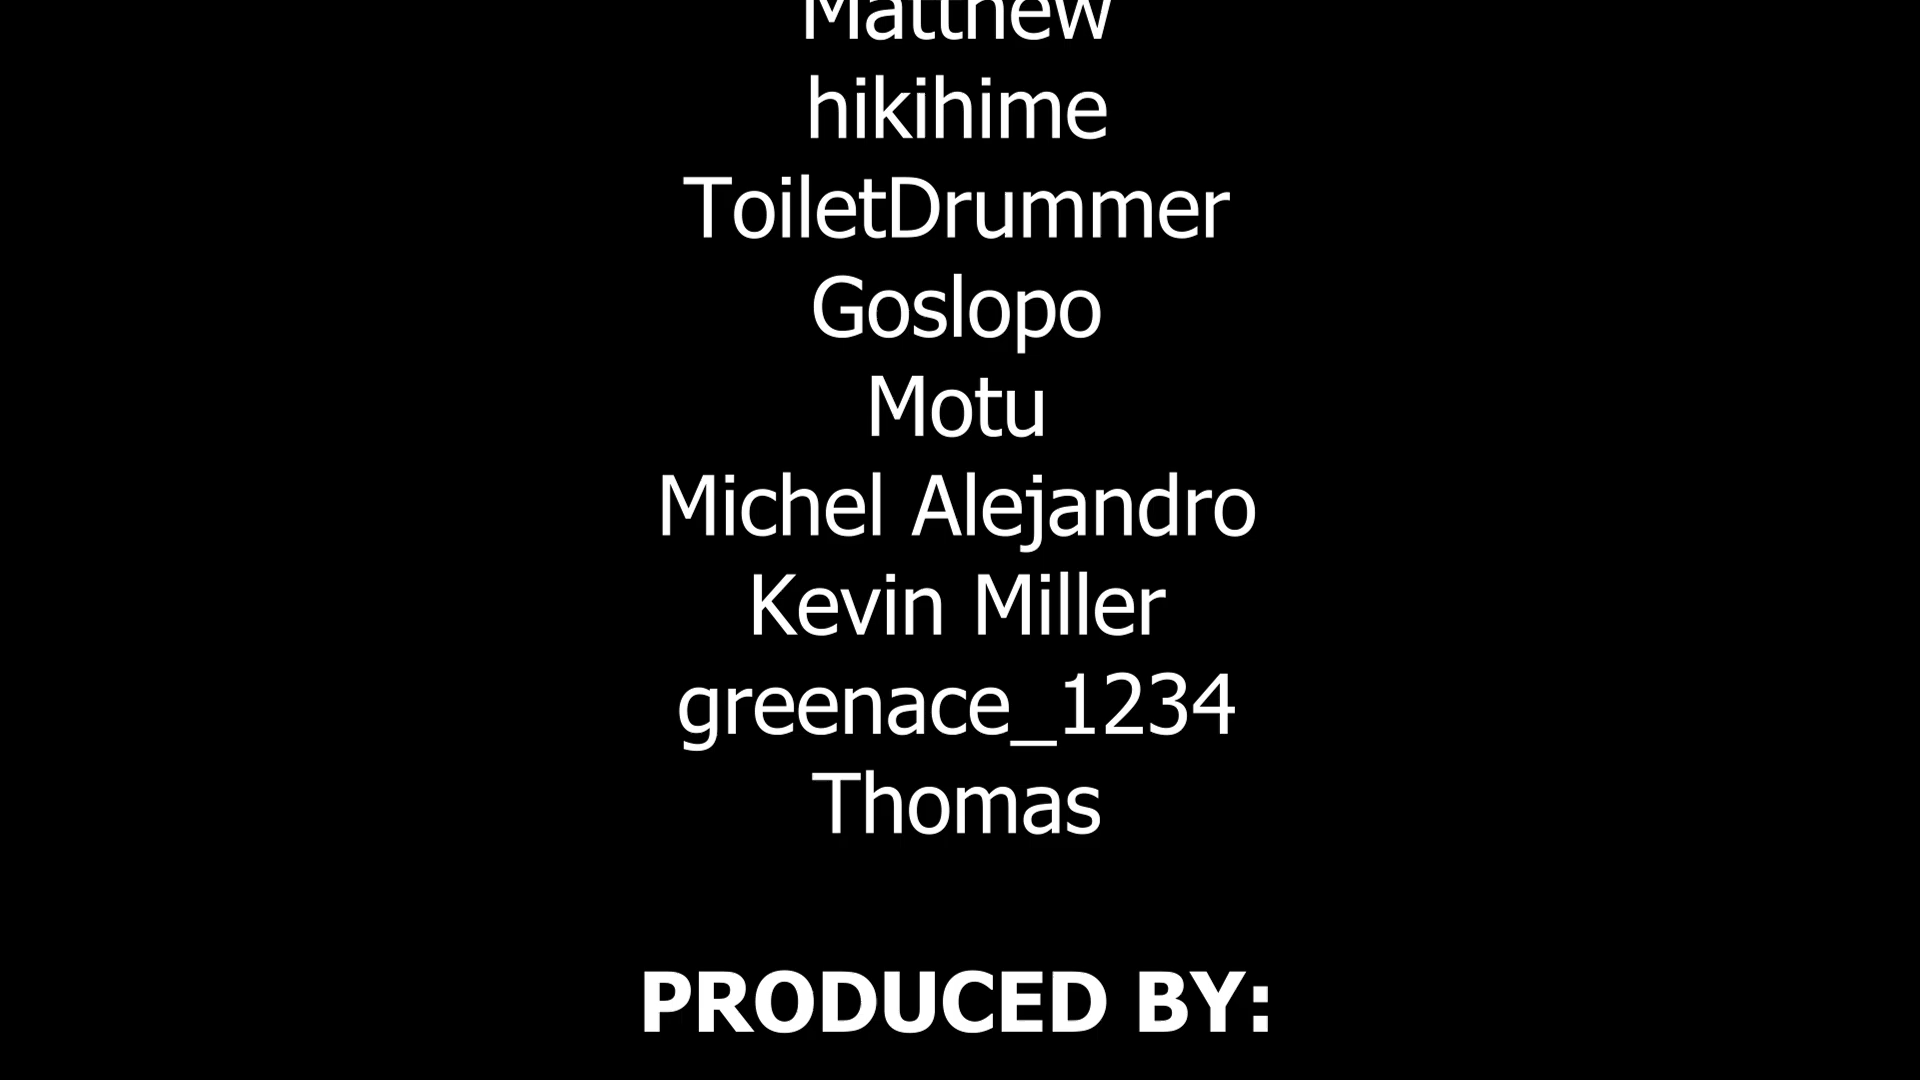 Matthew
hikihime
ToiletDrummer
Goslopo
Motu
Michel Alejandro
Kevin Miller
greenace_1234
Thomas
PRODUCED BY: